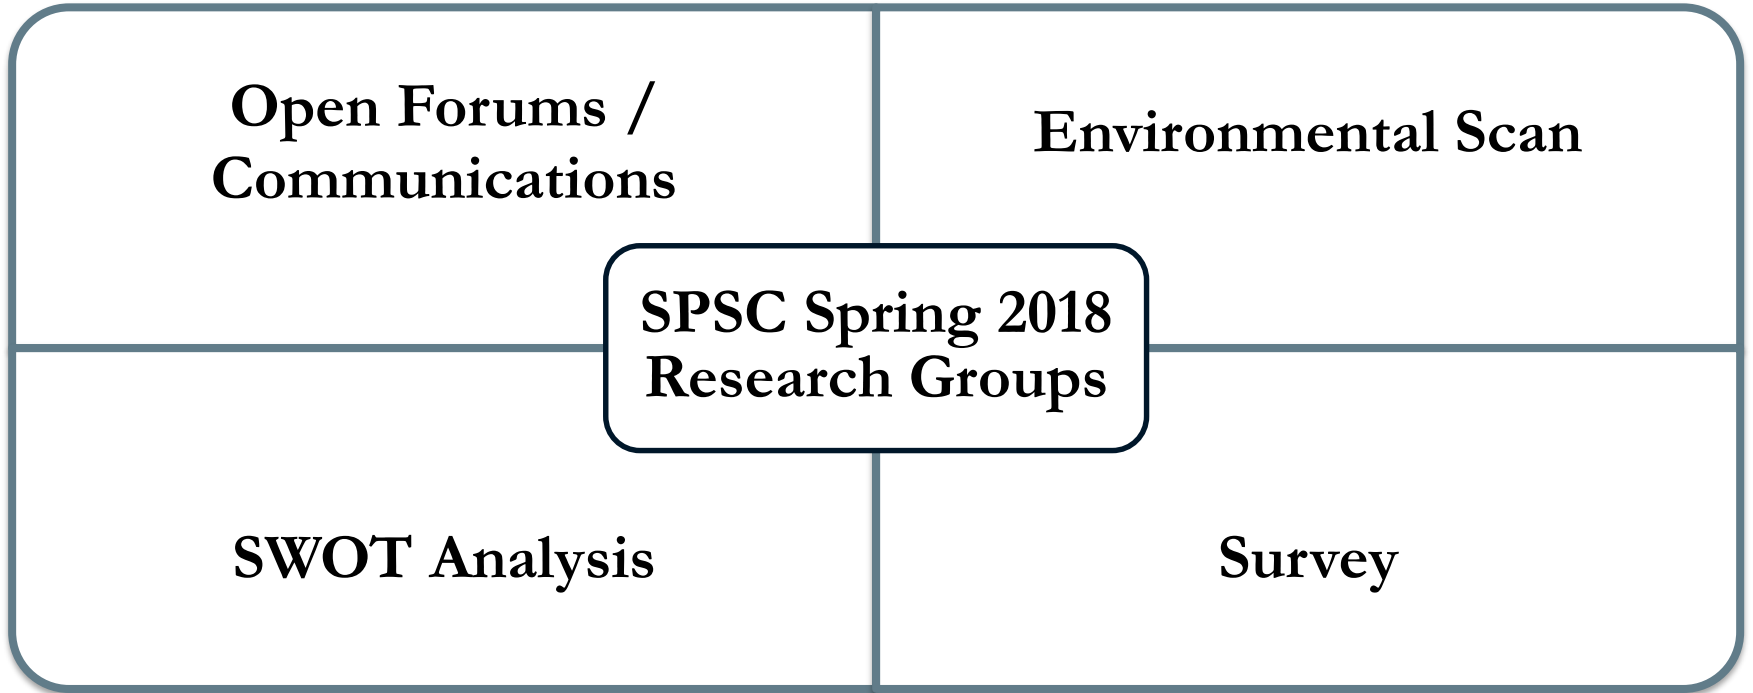 Open Forums /
Communications
Environmental Scan
SPSC Spring 2018
Research Groups
SWOT Analysis
Survey